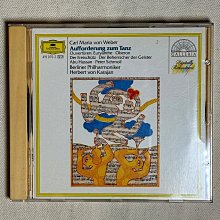 Carl Maria von Weber
Aufforderung zum Tanz
Ouvertüren: Euryanthe · Oberon
Der Freischütz · Der Beherrscher der Geister
Abu Hassan · Peter Schmoll
Berliner Philharmoniker
Herbert von Karajan
GALLERIA